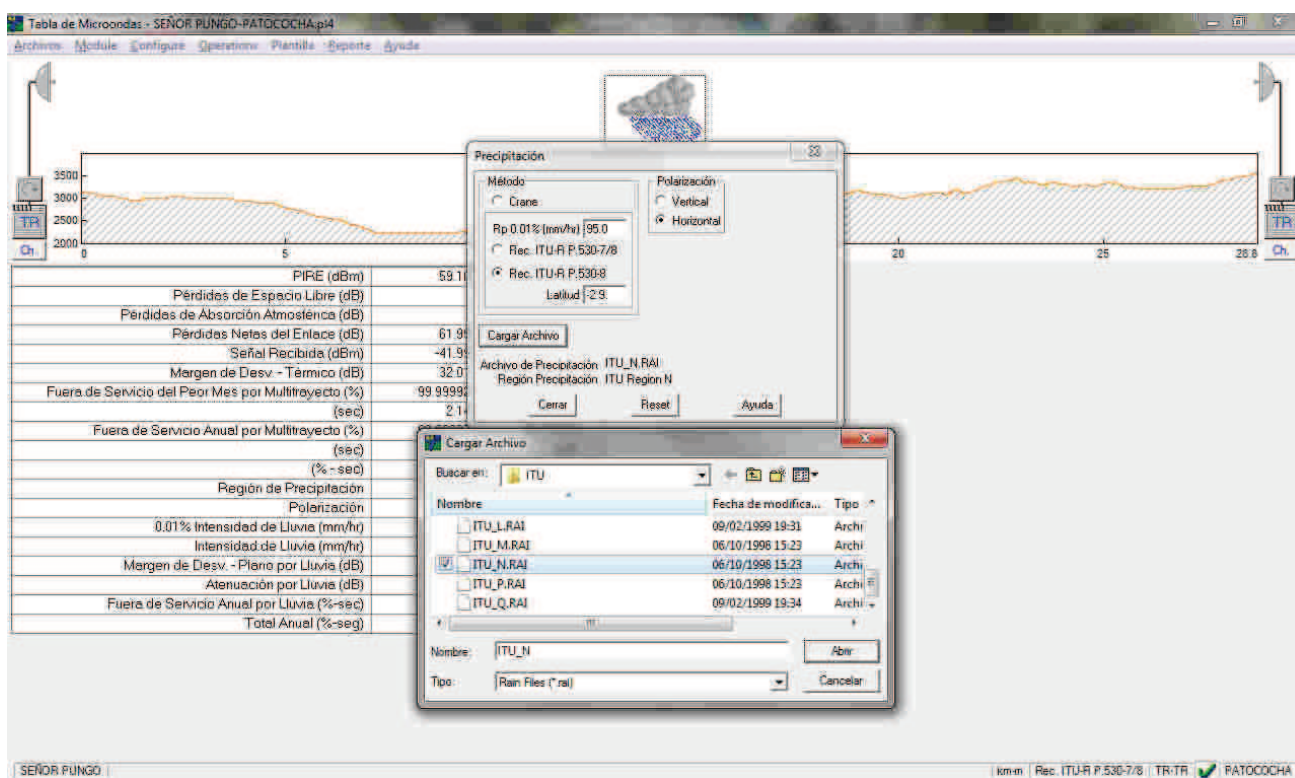 Tabla de Microondas - SEÑOR PUNGO-PATOCOCHA.pl4
Archivos Module Configure Operations Plantilla Reporte Ayuda
Precipitación
Método
Crane
Rp 0.01% (mm/hr) 95.0
Rec. ITU-R P.530-7/8
Rec. ITU-R P.530-8
Latitud -2.9
Polarización
Vertical
Horizontal
Cargar Archivo
Archivo de Precipitación ITU_N.RAI
Región Precipitación ITU Region N
Cerrar Reset Ayuda
3500
3000
2500
2000
0 5 20 25 28.8
TR
Ch.
TR
Ch.
PIRE (dBm) 59.1
Pérdidas de Espacio Libre (dB)
Pérdidas de Absorción Atmosférica (dB)
Pérdidas Netas del Enlace (dB) 61.9
Señal Recibida (dBm) -41.9
Margen de Desv. - Térmico (dB) 32.0
Fuera de Servicio del Peor Mes por Multitrayecto (%) 99.99992
(sec) 2.1
Fuera de Servicio Anual por Multitrayecto (%)
(sec)
(% - sec)
Región de Precipitación
Polarización
0.01% Intensidad de Lluvia (mm/hr)
Intensidad de Lluvia (mm/hr)
Margen de Desv. - Plano por Lluvia (dB)
Atenuación por Lluvia (dB)
Fuera de Servicio Anual por Lluvia (%-sec)
Total Anual (%-seg)
Cargar Archivo
Buscar en: ITU
Nombre Fecha de modifica... Tipo
ITU_L.RAI 09/02/1999 19:31 Archi
ITU_M.RAI 06/10/1998 15:23 Archi
ITU_N.RAI 06/10/1998 15:23 Archi
ITU_P.RAI 06/10/1998 15:23 Archi
ITU_Q.RAI 09/02/1999 19:34 Archi
Nombre: ITU_N Abrir
Tipo: Rain Files (*.rai) Cancelar
SEÑOR PUNGO km-m Rec. ITU-R P.530-7/8 TR-TR PATOCOCHA